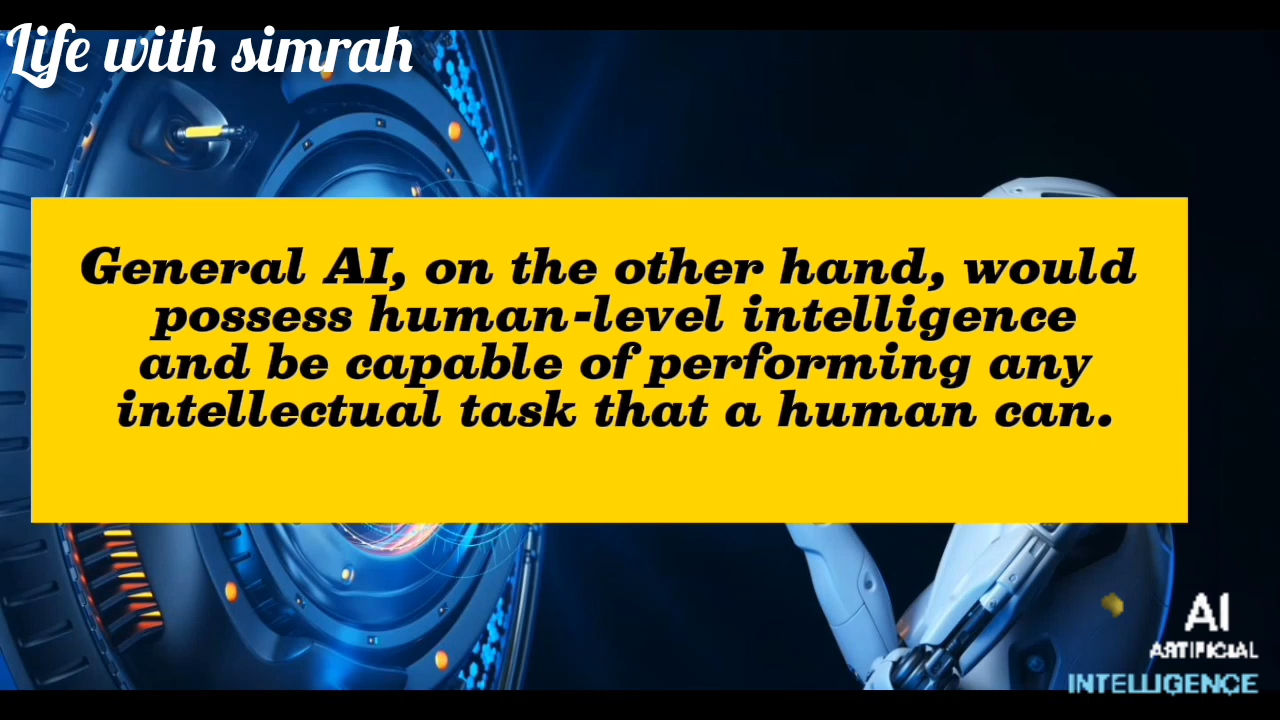 Life with simrah
General AI, on the other hand, would
possess human-level intelligence
and be capable of performing any
intellectual task that a human can.
AI
ARTIFICIAL
INTELLIGENCE